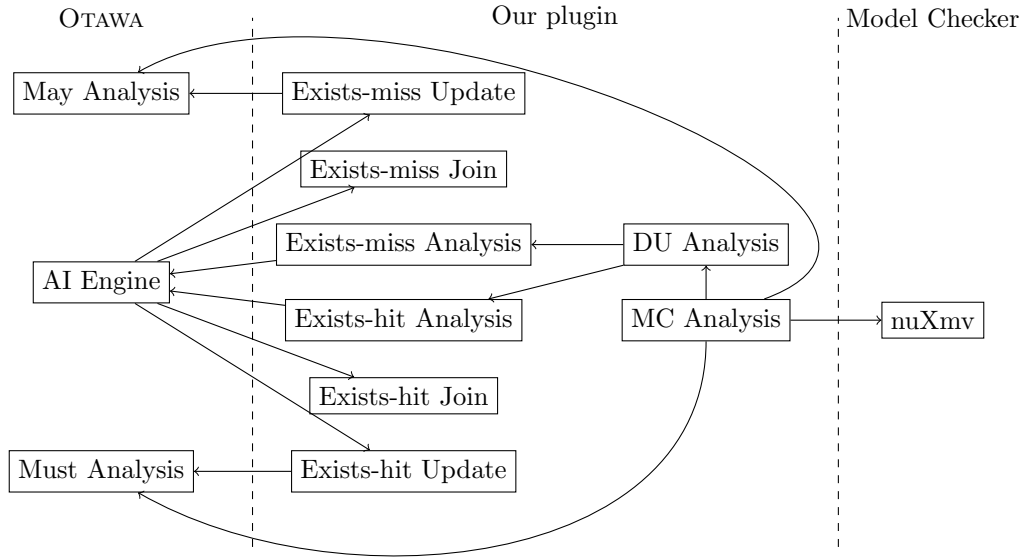 OTAWA
Our plugin
Model Checker
May Analysis
Exists-miss Update
Exists-miss Join
Exists-miss Analysis
DU Analysis
AI Engine
Exists-hit Analysis
MC Analysis
nuXmv
Exists-hit Join
Must Analysis
Exists-hit Update